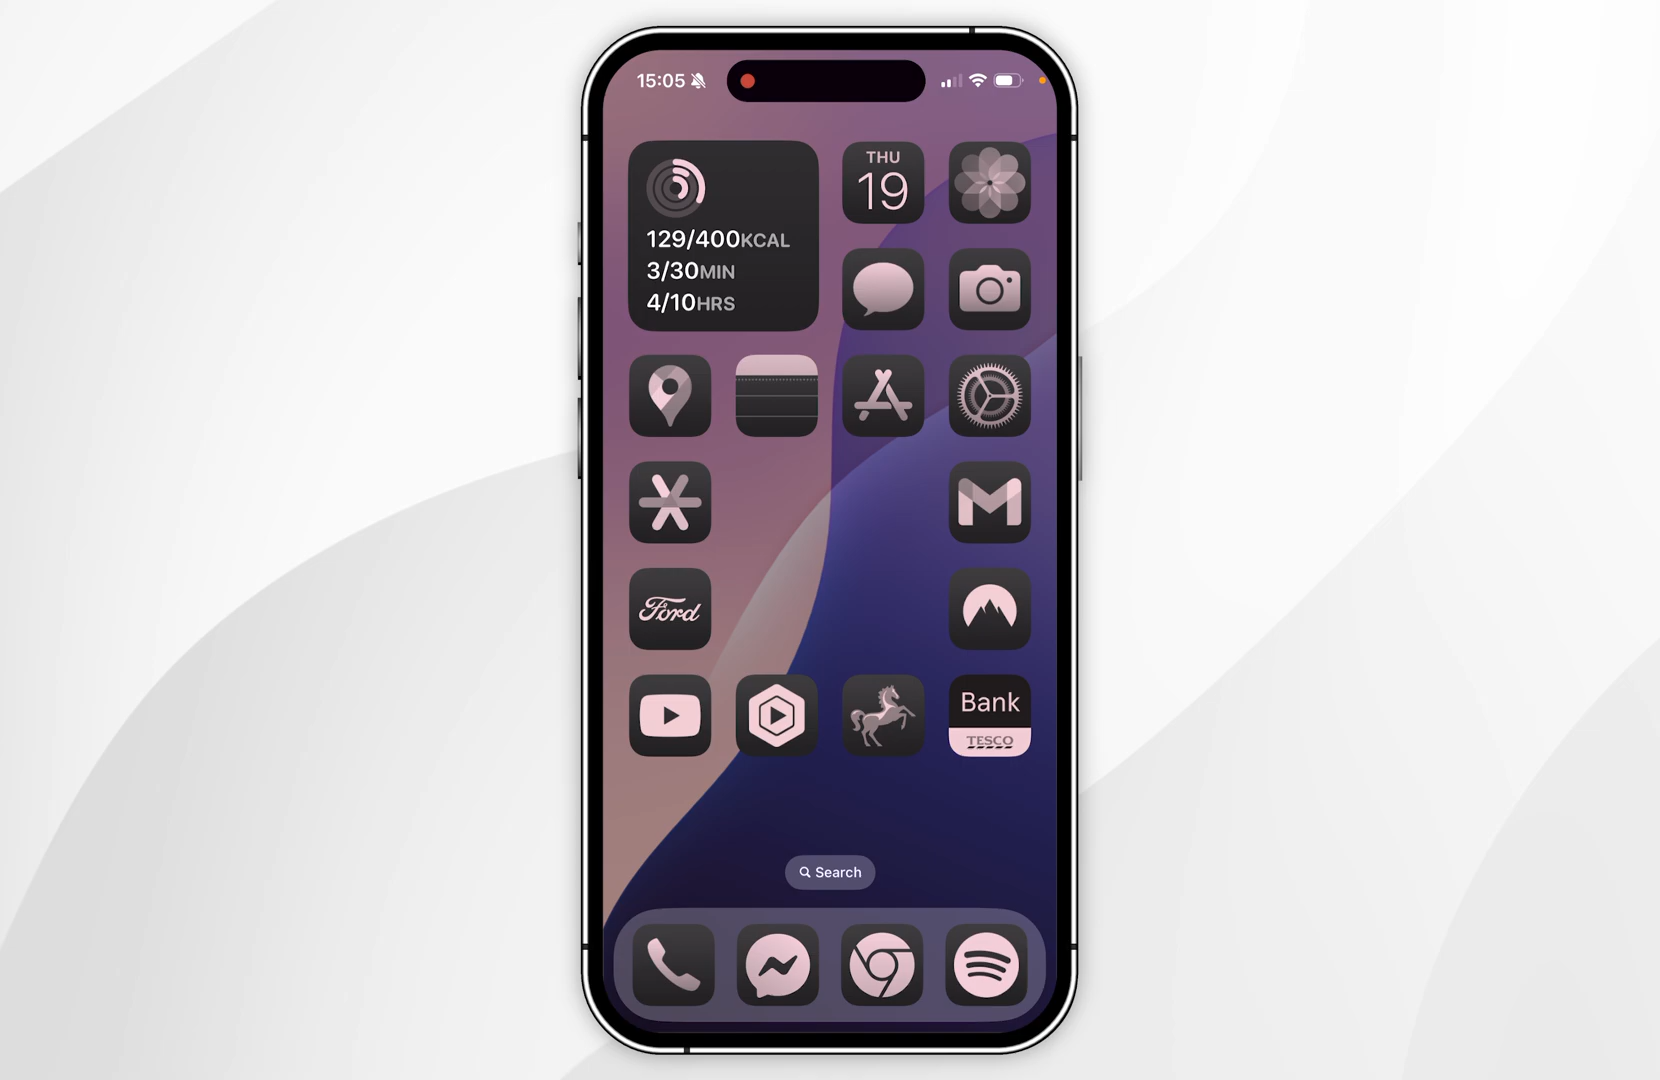 15:05
129/400KCAL
3/30MIN
4/10HRS
THU
19
Ford
Bank
TESCO
Search